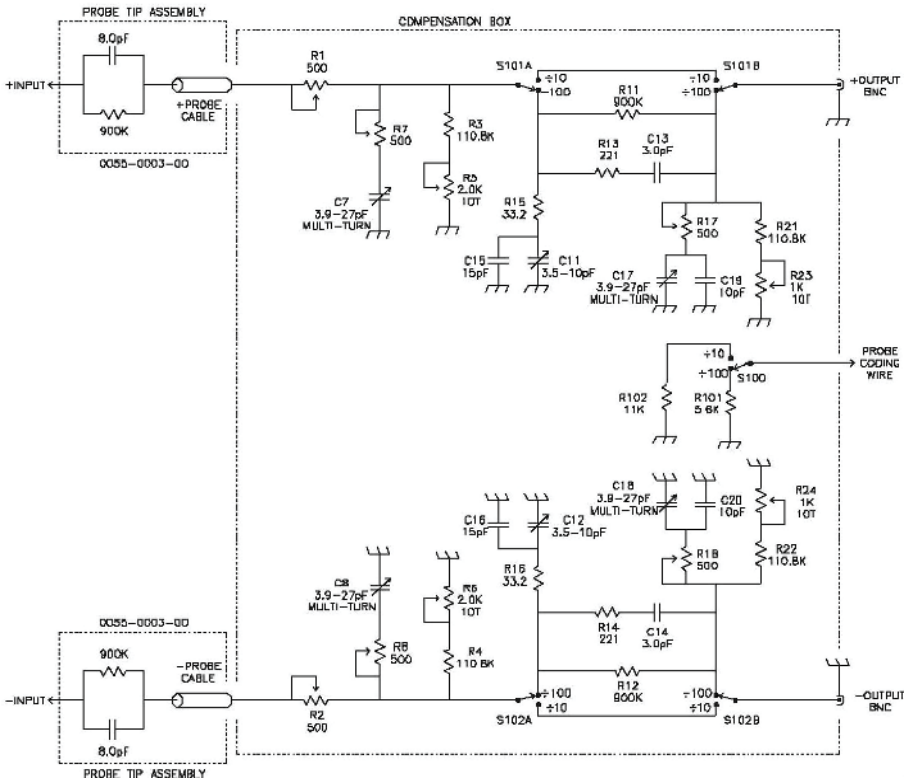 PROBE TIP ASSEMBLY
8.0pF
+INPUT
900K
0055-0003-00
+PROBE
CABLE
COMPENSATION BOX
R1
500
R7
500
C7
3.9-27pF
MULTI-TURN
R3
110.8K
R5
2.0K
10T
S101A
÷10
÷100
R11
900K
R13
221
C13
3.0pF
R15
33.2
C15
15pF
C11
3.5-10pF
S101B
÷10
÷100
+OUTPUT
BNC
R17
500
C17
3.9-27pF
MULTI-TURN
C19
10pF
R21
110.8K
R23
1K
10T
÷10
÷100
S100
PROBE
CODING
WIRE
R102
11K
R101
5.6K
C18
3.9-27pF
MULTI-TURN
C20
10pF
R24
1K
10T
R18
500
R22
110.8K
C16
15pF
C12
3.5-10pF
R16
33.2
C8
3.9-27pF
MULTI-TURN
R6
2.0K
10T
R8
500
R4
110.8K
R14
221
C14
3.0pF
R12
900K
÷100
÷10
S102A
÷100
÷10
S102B
-OUTPUT
BNC
0055-0003-00
900K
-PROBE
CABLE
-INPUT
8.0pF
R2
500
PROBE TIP ASSEMBLY